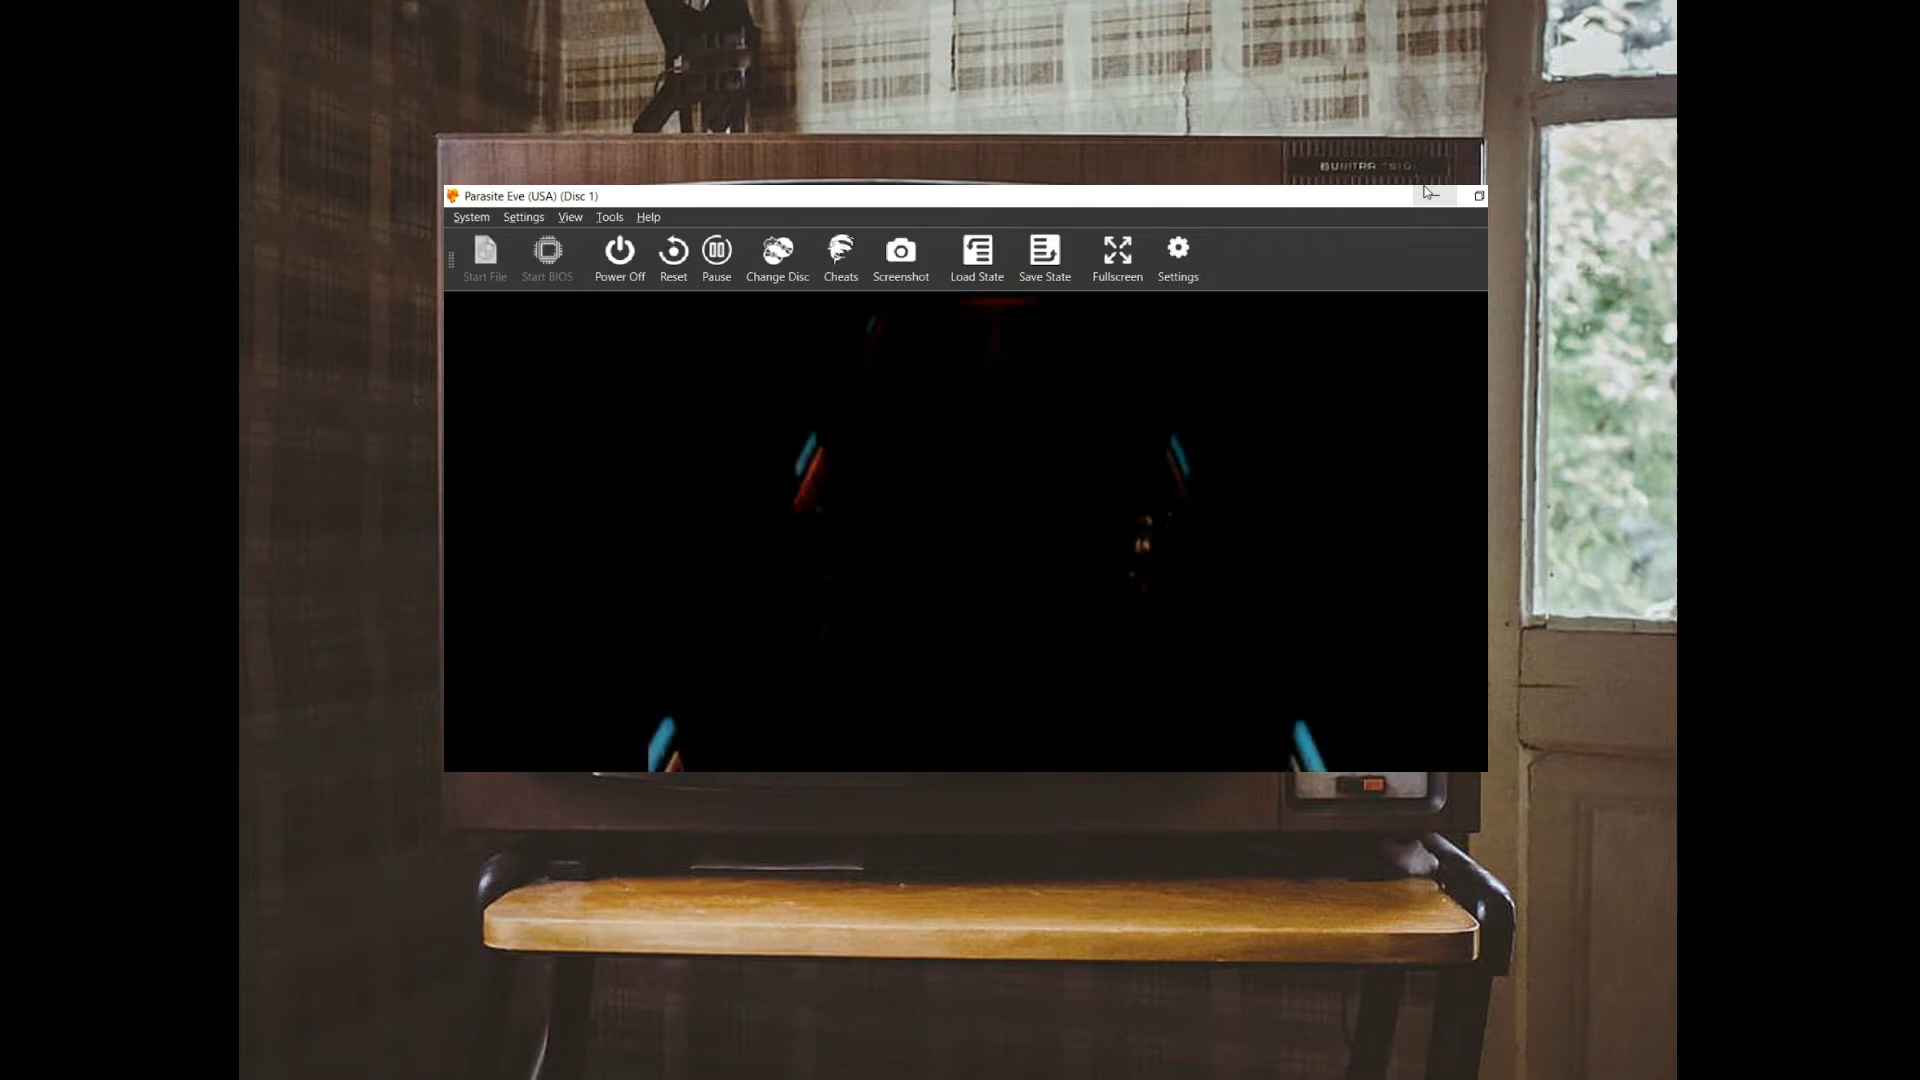 Parasite Eve (USA) (Disc 1)
System Settings View Tools Help
Start File Start BIOS Power Off Reset Pause Change Disc Cheats Screenshot Load State Save State Fullscreen Settings